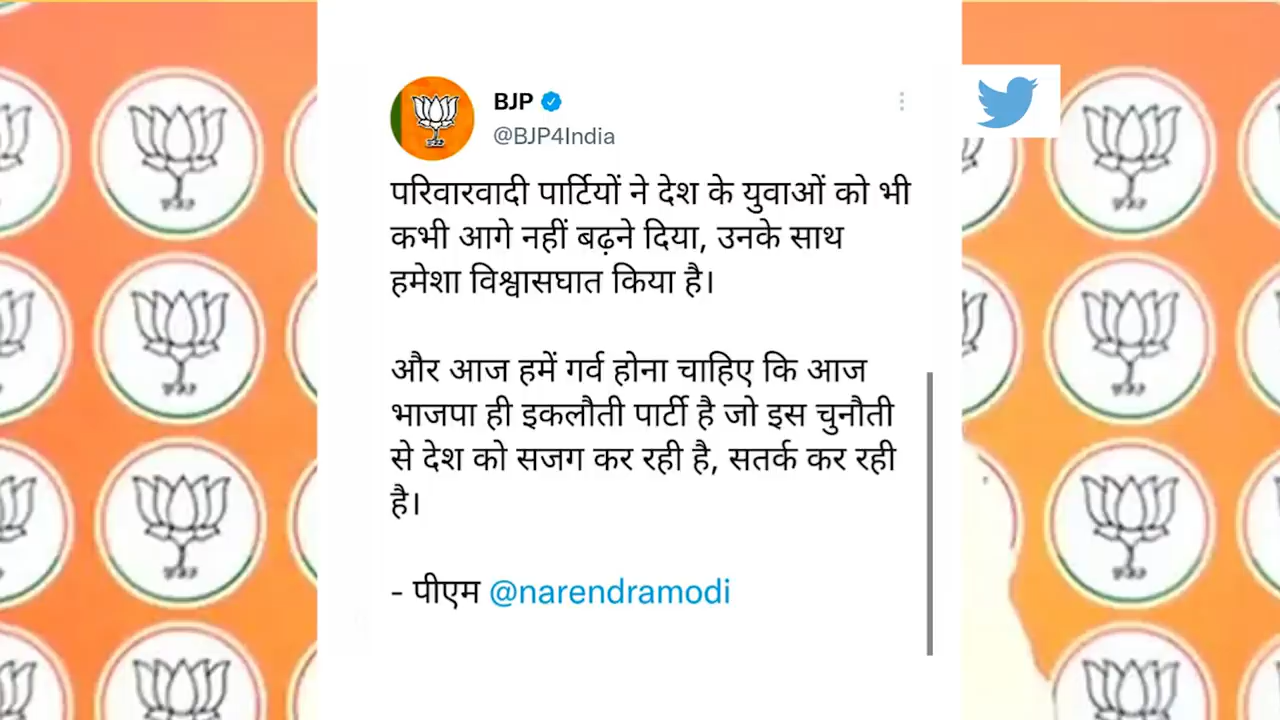 BJP
@BJP4India
परिवारवादी पार्टियों ने देश के युवाओं को भी
कभी आगे नहीं बढ़ने दिया, उनके साथ
हमेशा विश्वासघात किया है।
और आज हमें गर्व होना चाहिए कि आज
भाजपा ही इकलौती पार्टी है जो इस चुनौती
से देश को सजग कर रही है, सतर्क कर रही
है।
- पीएम @narendramodi